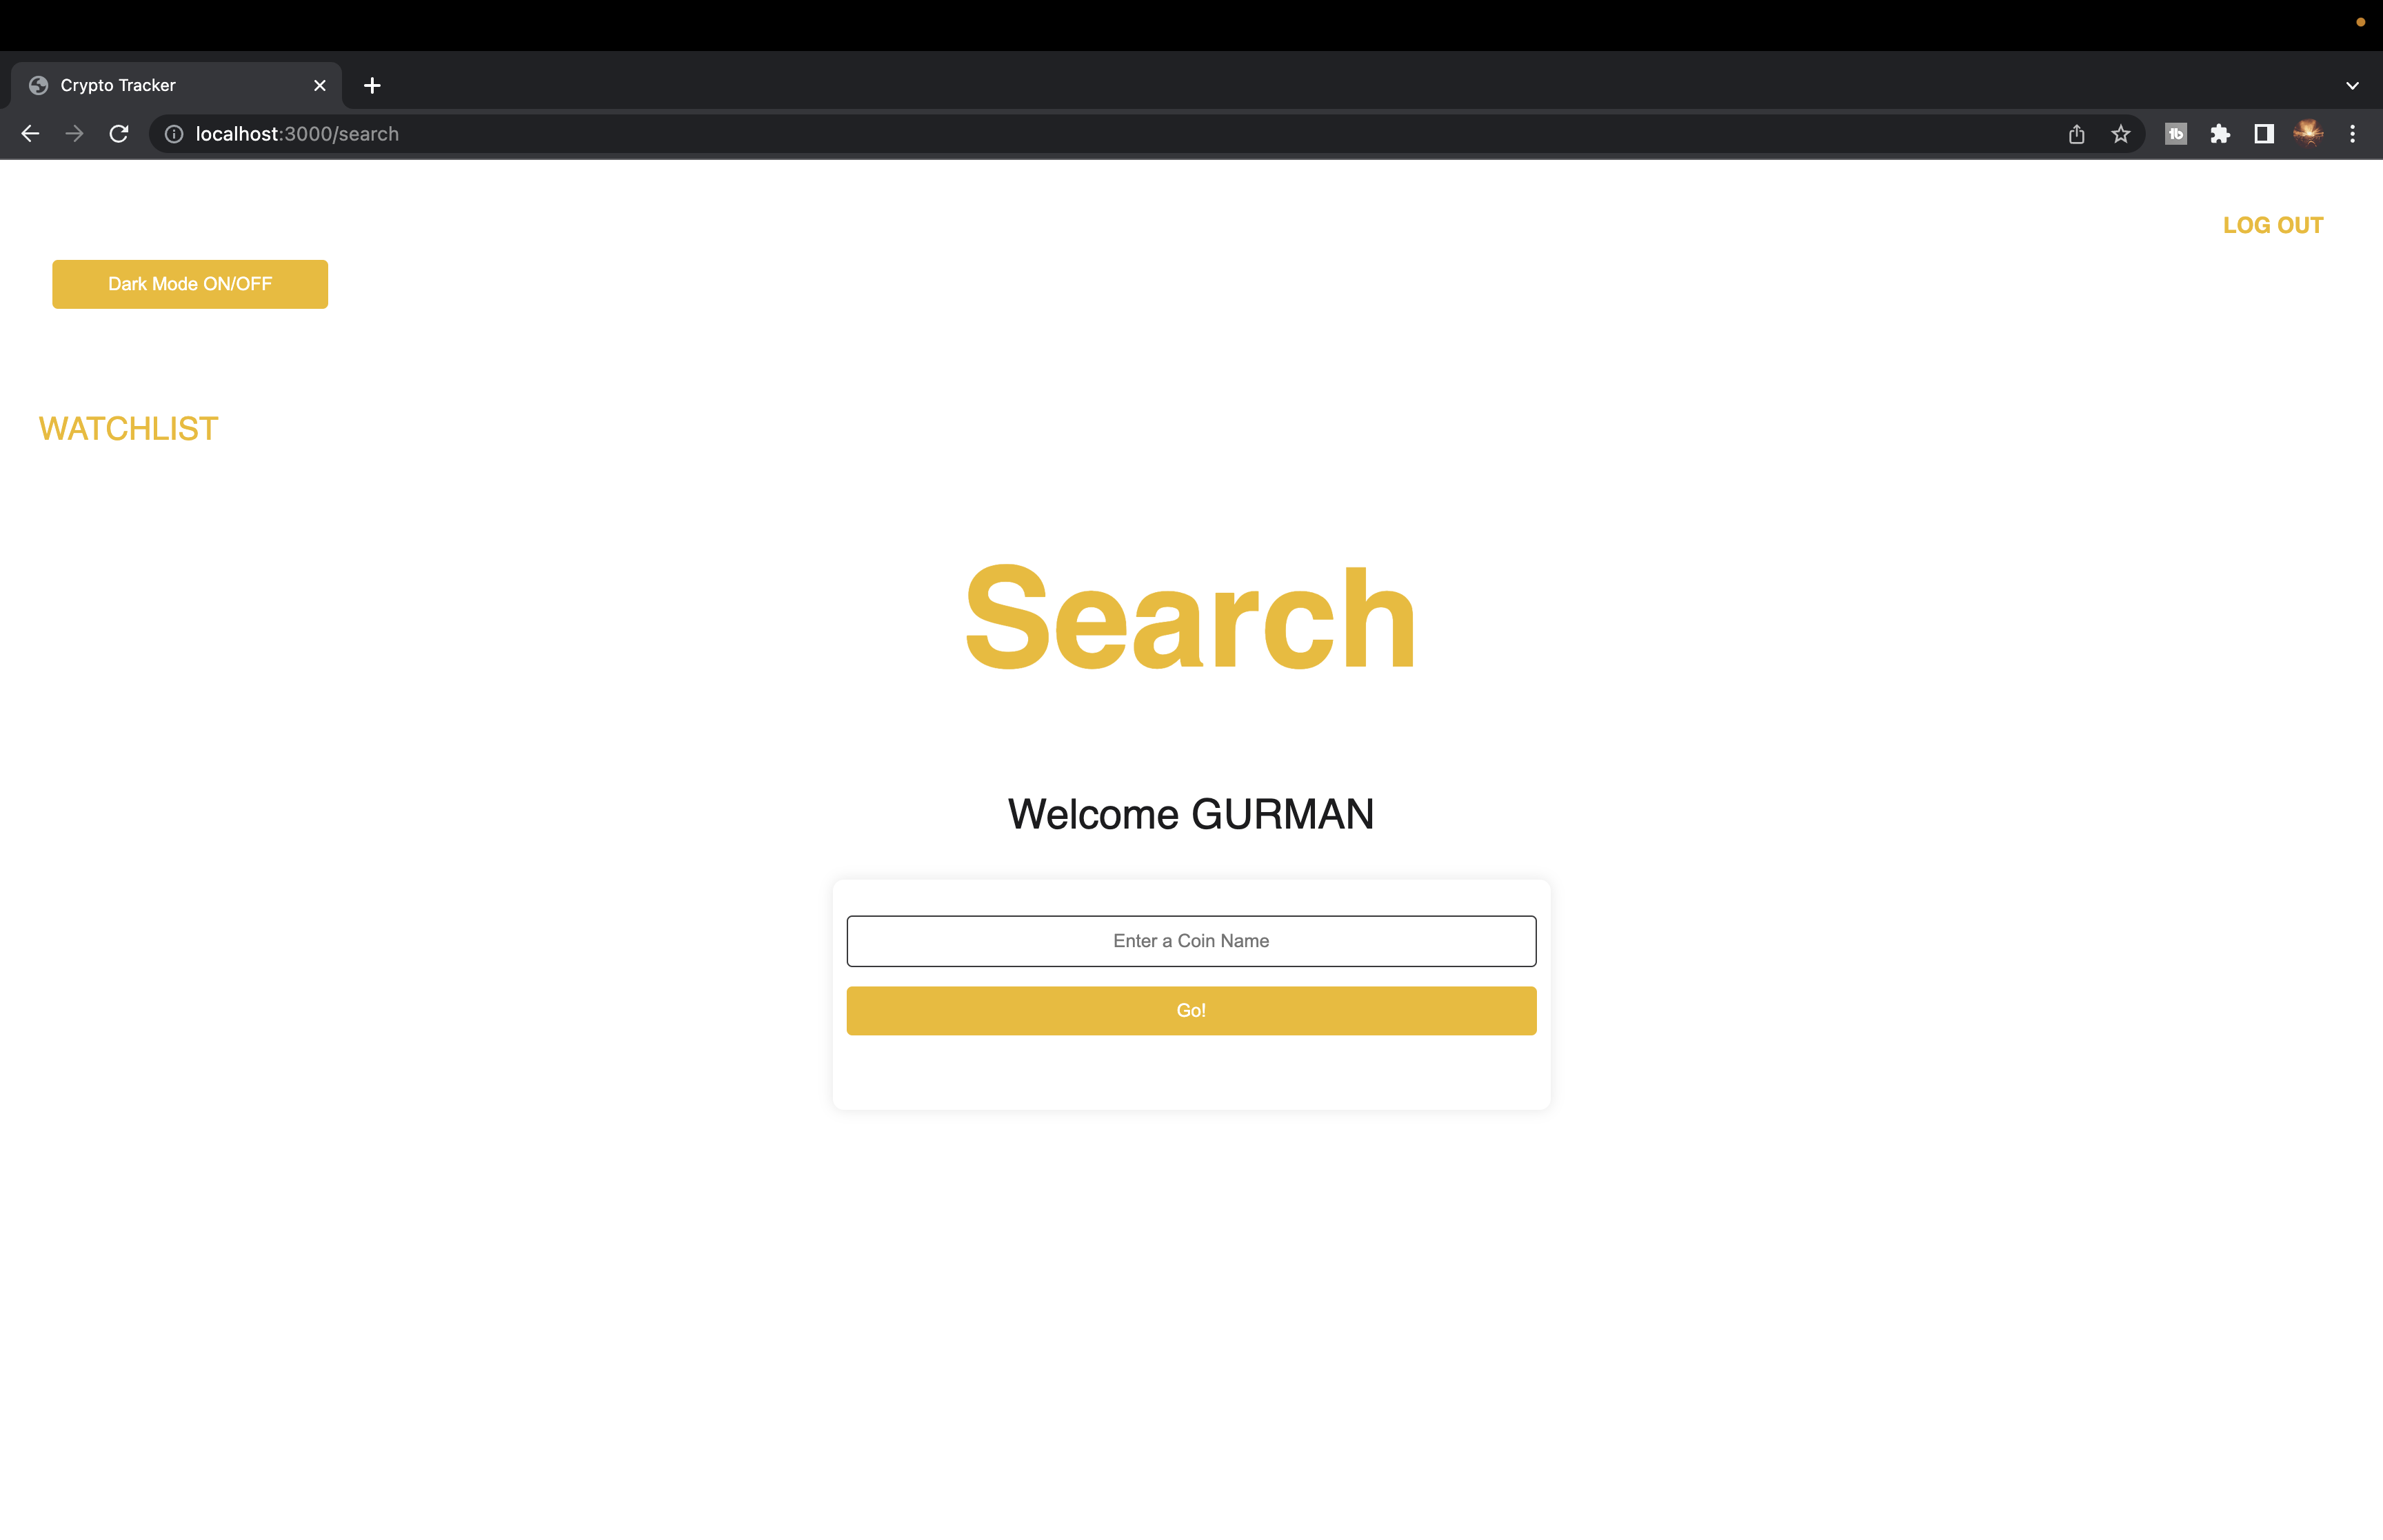 Crypto Tracker
localhost:3000/search
tb
LOG OUT
Dark Mode ON/OFF
WATCHLIST
Search
Welcome GURMAN
Enter a Coin Name
Go!